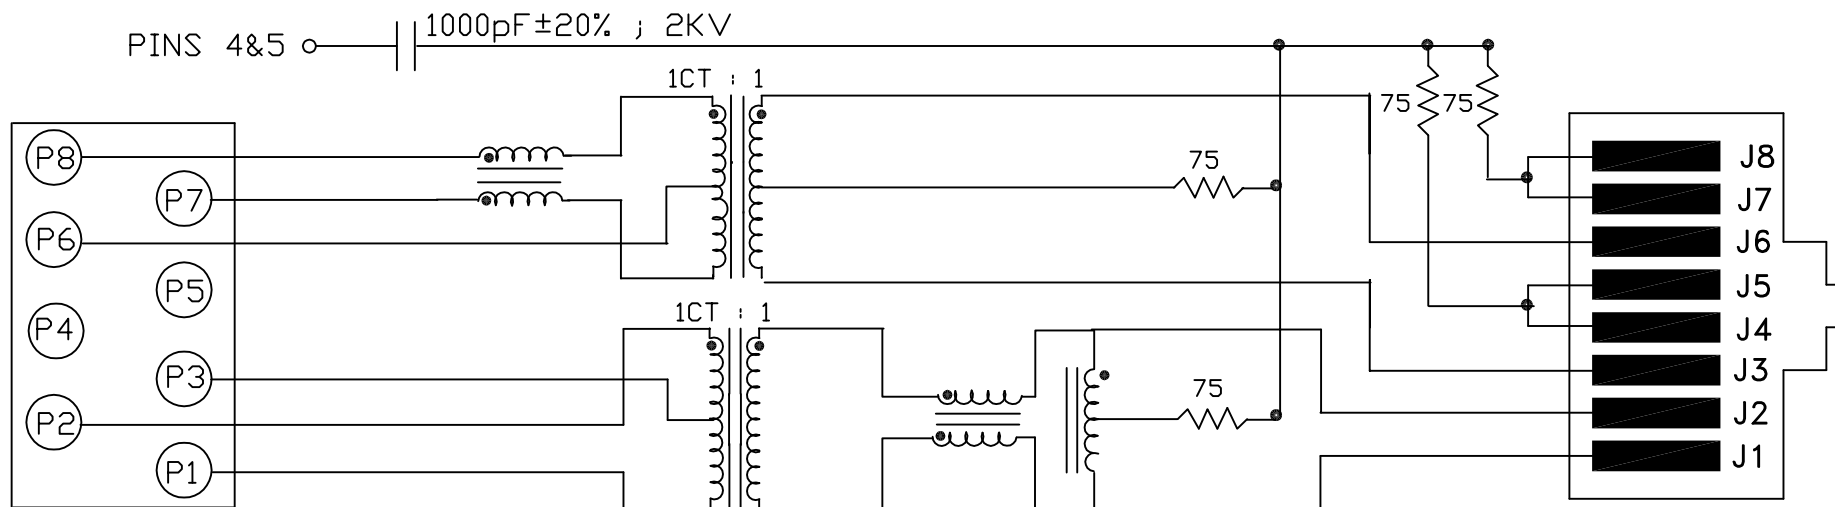 1000pF±20% ; 2KV
PINS 4&5
1CT : 1
75 75
P8
75
J8
P7
J7
P6
J6
P5
J5
1CT : 1
P4
J4
P3
75
J3
P2
J2
P1
J1